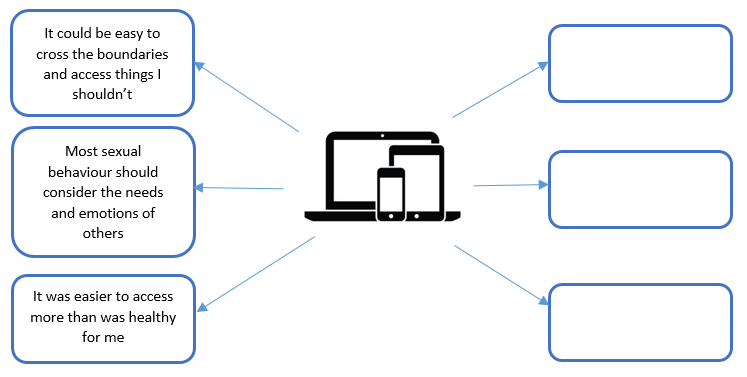 It could be easy to
cross the boundaries
and access things I
shouldn’t
Most sexual
behaviour should
consider the needs
and emotions of
others
It was easier to access
more than was healthy
for me